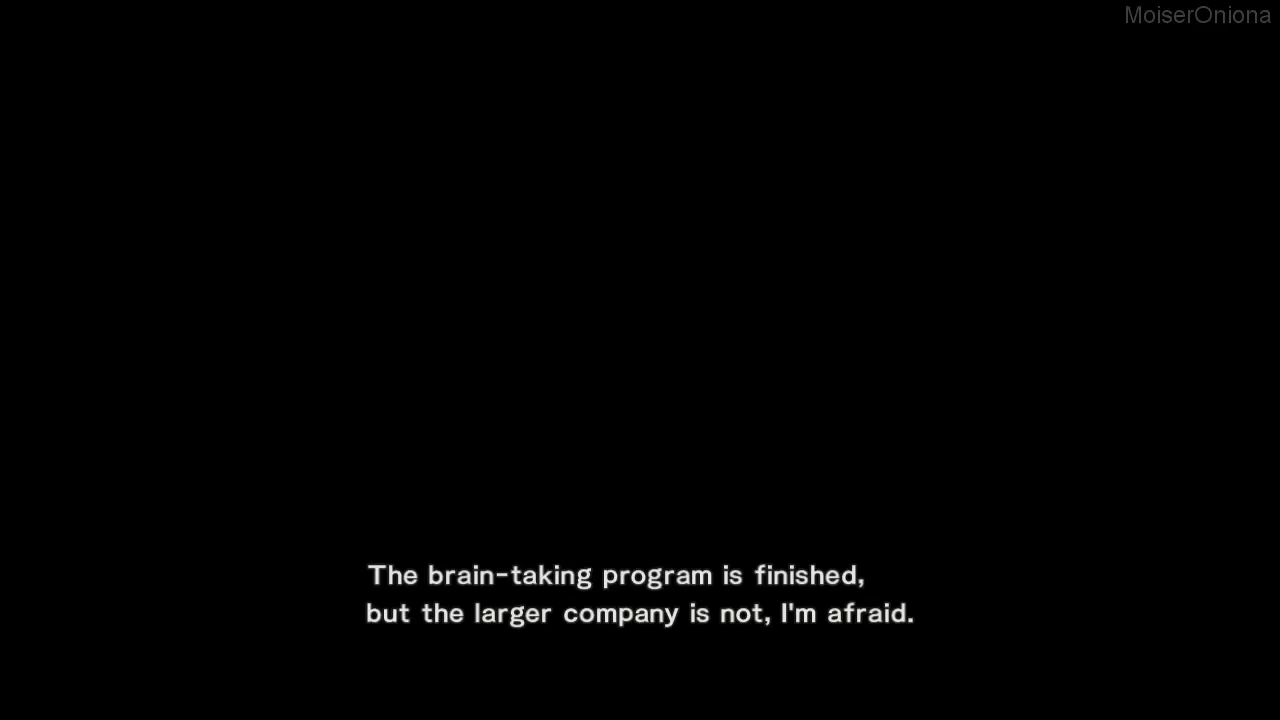 MoiserOniona
The brain-taking program is finished,
but the larger company is not, I'm afraid.